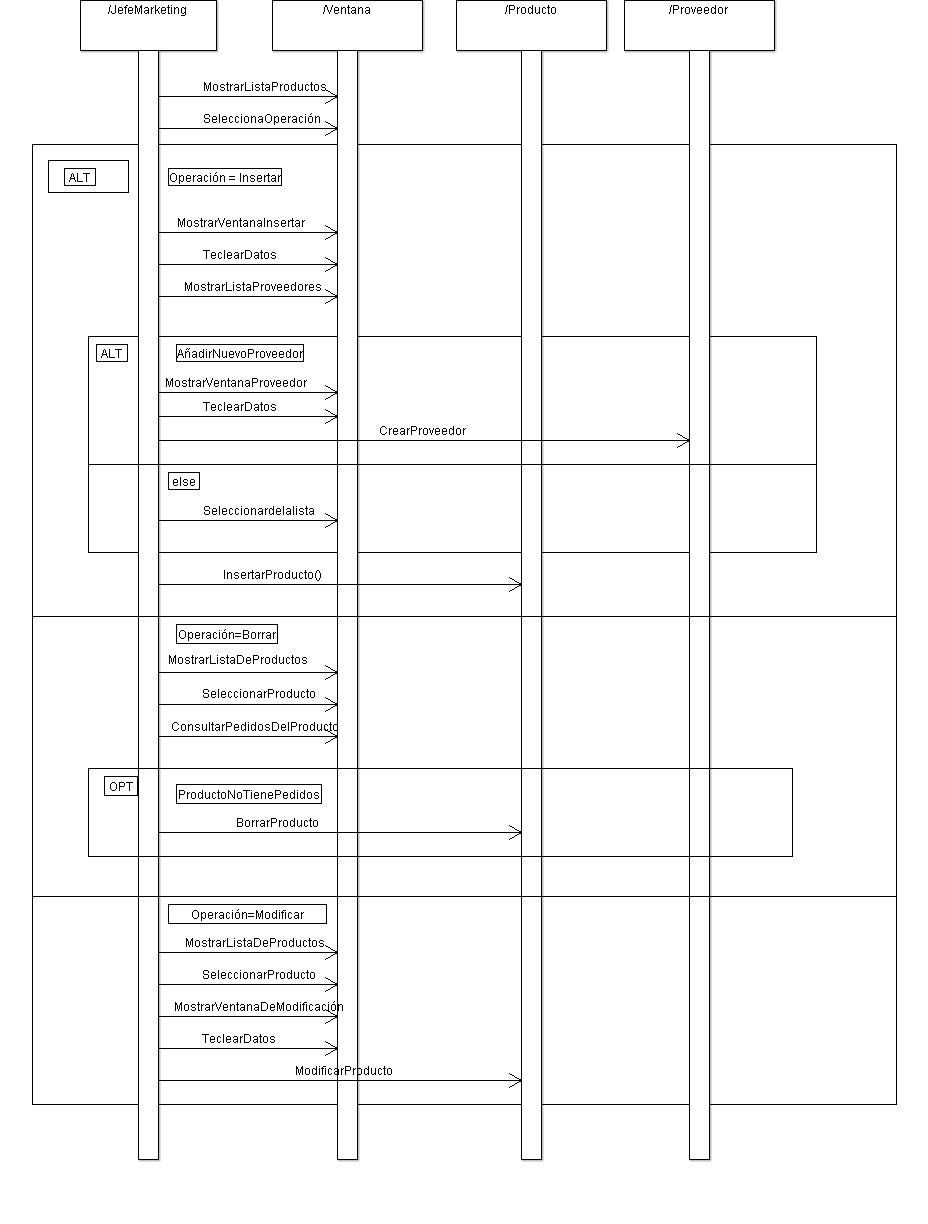 /JefeMarketing
/Ventana
/Producto
/Proveedor
MostrarListaProductos
SeleccionaOperación
ALT
Operación = Insertar
MostrarVentanaInsertar
TeclearDatos
MostrarListaProveedores
ALT
AñadirNuevoProveedor
MostrarVentanaProveedor
TeclearDatos
CrearProveedor
else
Seleccionardelalista
InsertarProducto()
Operación=Borrar
MostrarListaDeProductos
SeleccionarProducto
ConsultarPedidosDelProducto
OPT
ProductoNoTienePedidos
BorrarProducto
Operación=Modificar
MostrarListaDeProductos
SeleccionarProducto
MostrarVentanaDeModificación
TeclearDatos
ModificarProducto